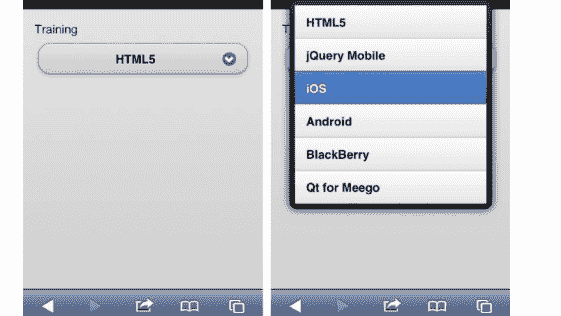 Training
HTML5
T
HTML5
jQuery Mobile
iOS
Android
BlackBerry
Qt for Meego